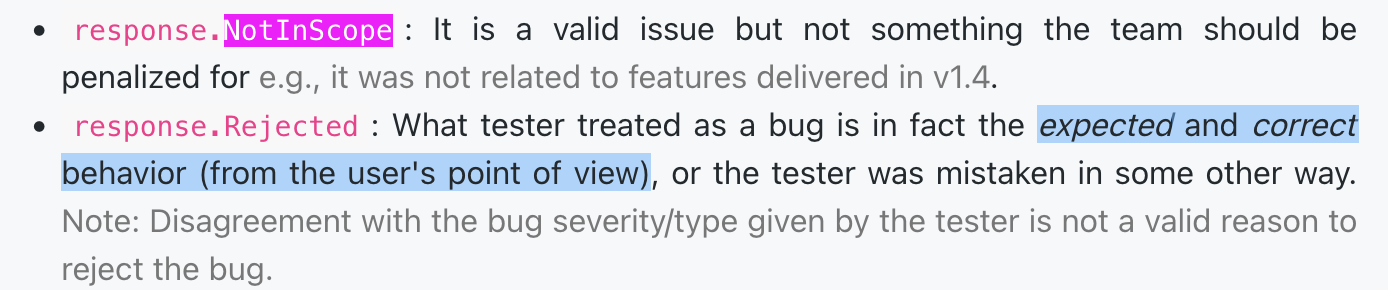 • response.NotInScope : It is a valid issue but not something the team should be
penalized for e.g., it was not related to features delivered in v1.4.
• response.Rejected : What tester treated as a bug is in fact the expected and correct
behavior (from the user's point of view), or the tester was mistaken in some other way.
Note: Disagreement with the bug severity/type given by the tester is not a valid reason to
reject the bug.